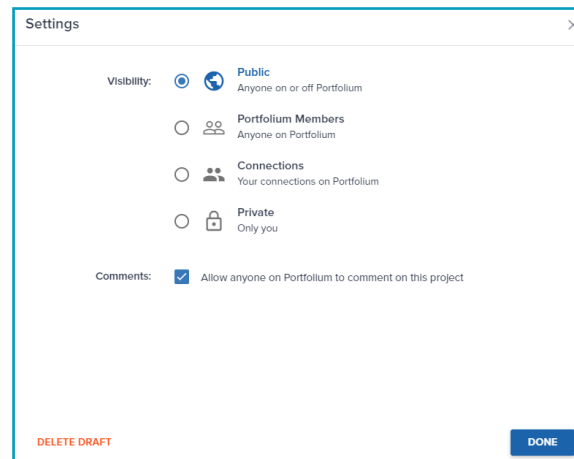 Settings
Visibility:
Public
Anyone on or off Portfolium
Portfolium Members
Anyone on Portfolium
Connections
Your connections on Portfolium
Private
Only you
Comments:
Allow anyone on Portfolium to comment on this project
DELETE DRAFT
DONE